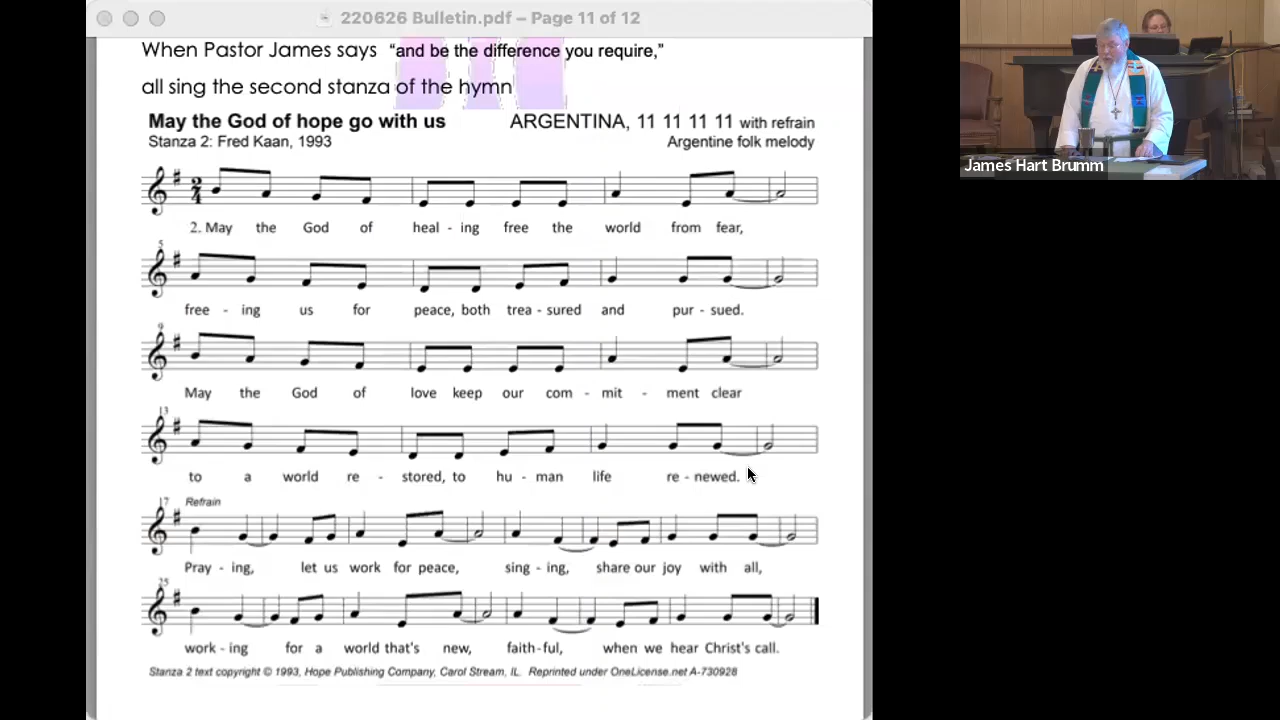 220626 Bulletin.pdf – Page 11 of 12
When Pastor James says “and be the difference you require,”
all sing the second stanza of the hymn
May the God of hope go with us ARGENTINA, 11 11 11 11 with refrain
Stanza 2: Fred Kaan, 1993 Argentine folk melody
2. May the God of heal - ing free the world from fear,
5
free - ing us for peace, both trea - sured and pur - sued.
9
May the God of love keep our com - mit - ment clear
13
to a world re - stored, to hu - man life re - newed.
17 Refrain
Pray - ing, let us work for peace, sing - ing, share our joy with all,
25
work - ing for a world that's new, faith - ful, when we hear Christ's call.
Stanza 2 text copyright © 1993, Hope Publishing Company, Carol Stream, IL. Reprinted under OneLicense.net A-730928
James Hart Brumm